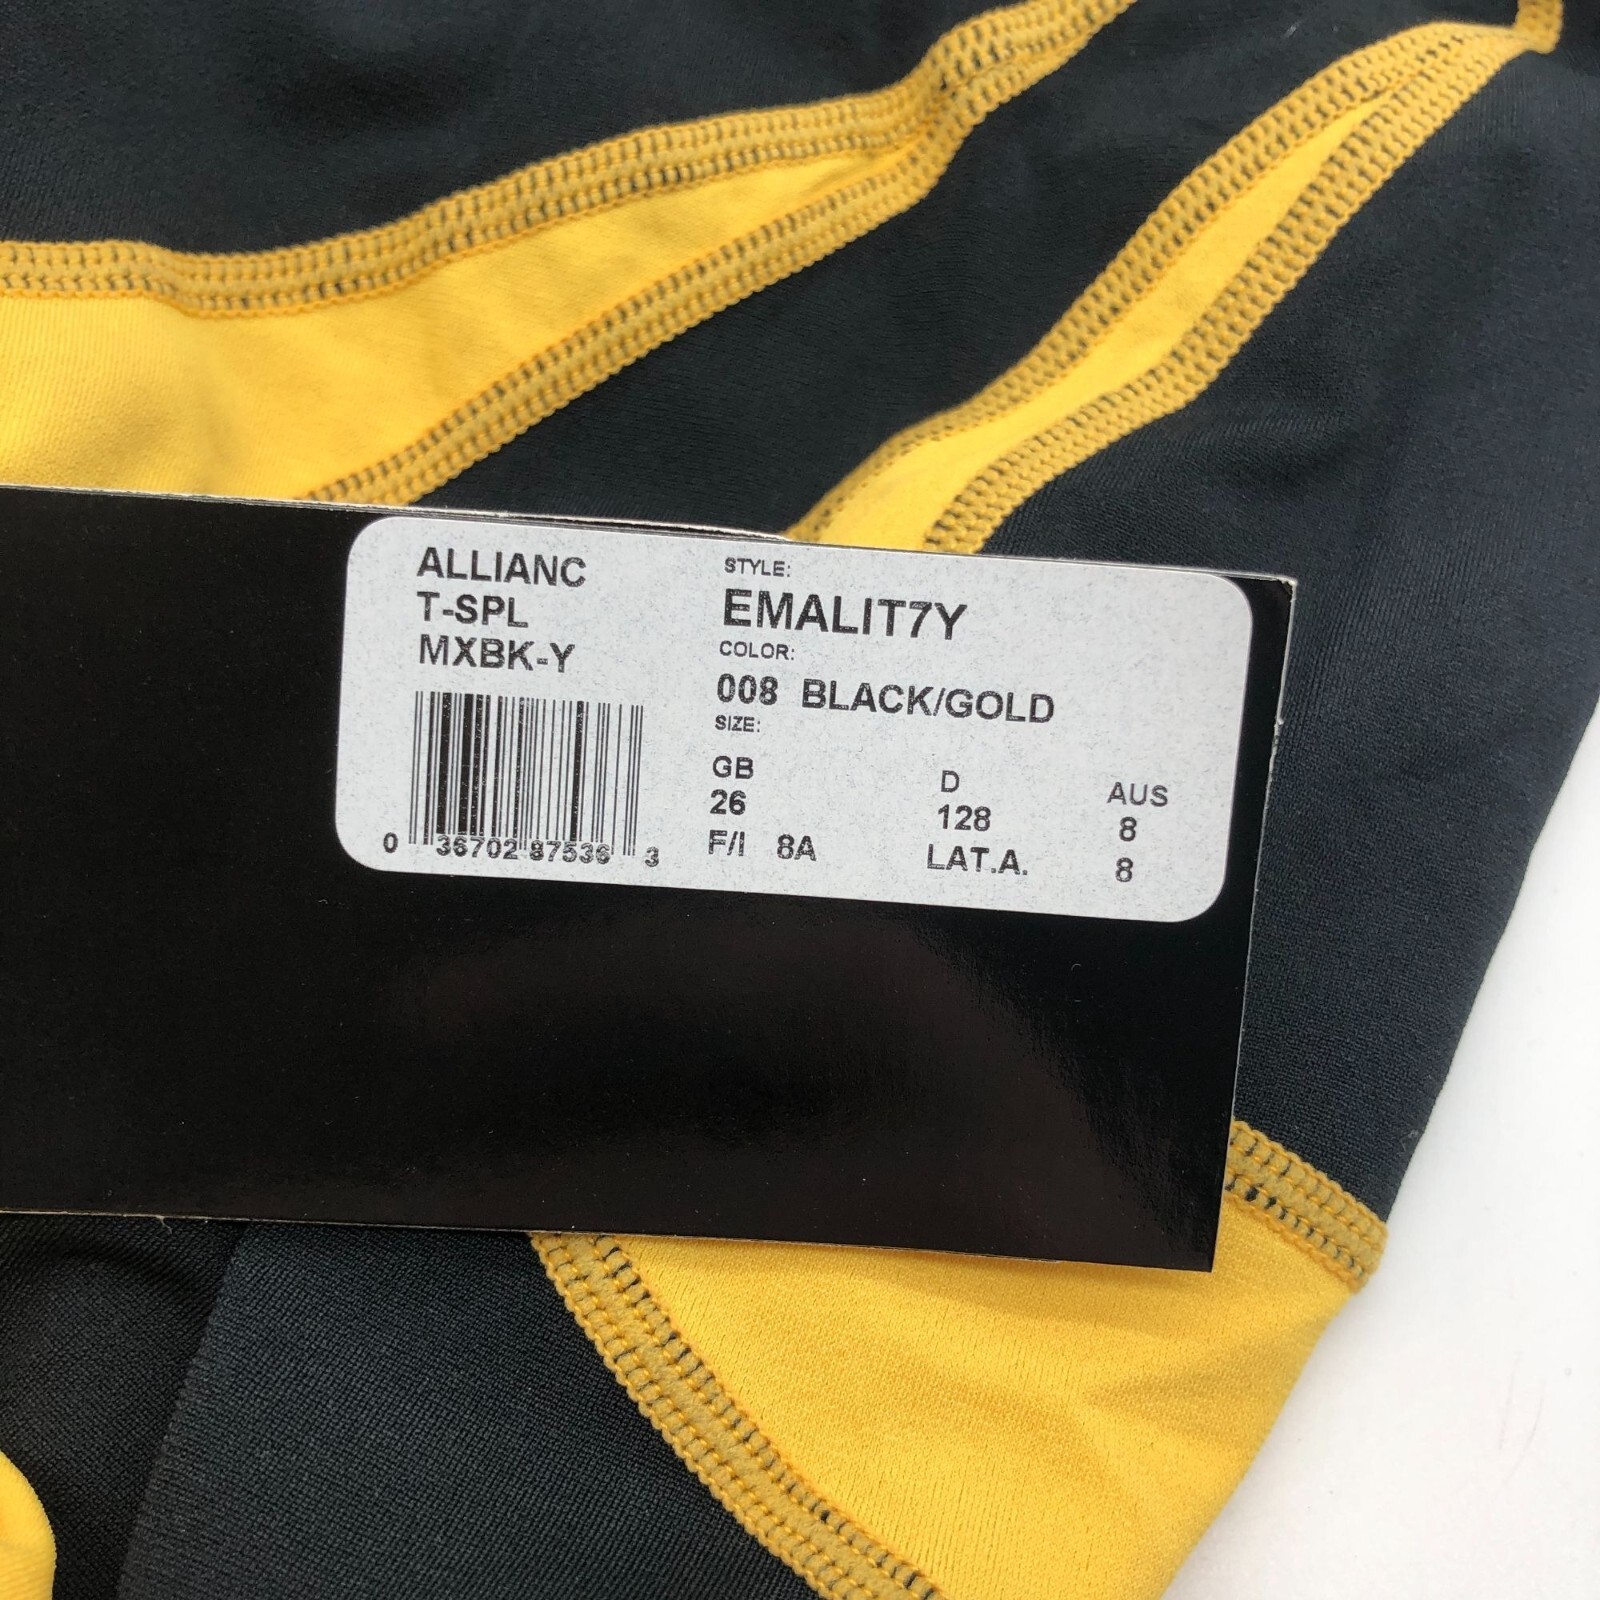 ALLIANC
T-SPL
MXBK-Y
0 36702 87536 3
STYLE:
EMALIT7Y
COLOR:
008 BLACK/GOLD
SIZE:
GB D AUS
26 128 8
F/I 8A LAT.A. 8